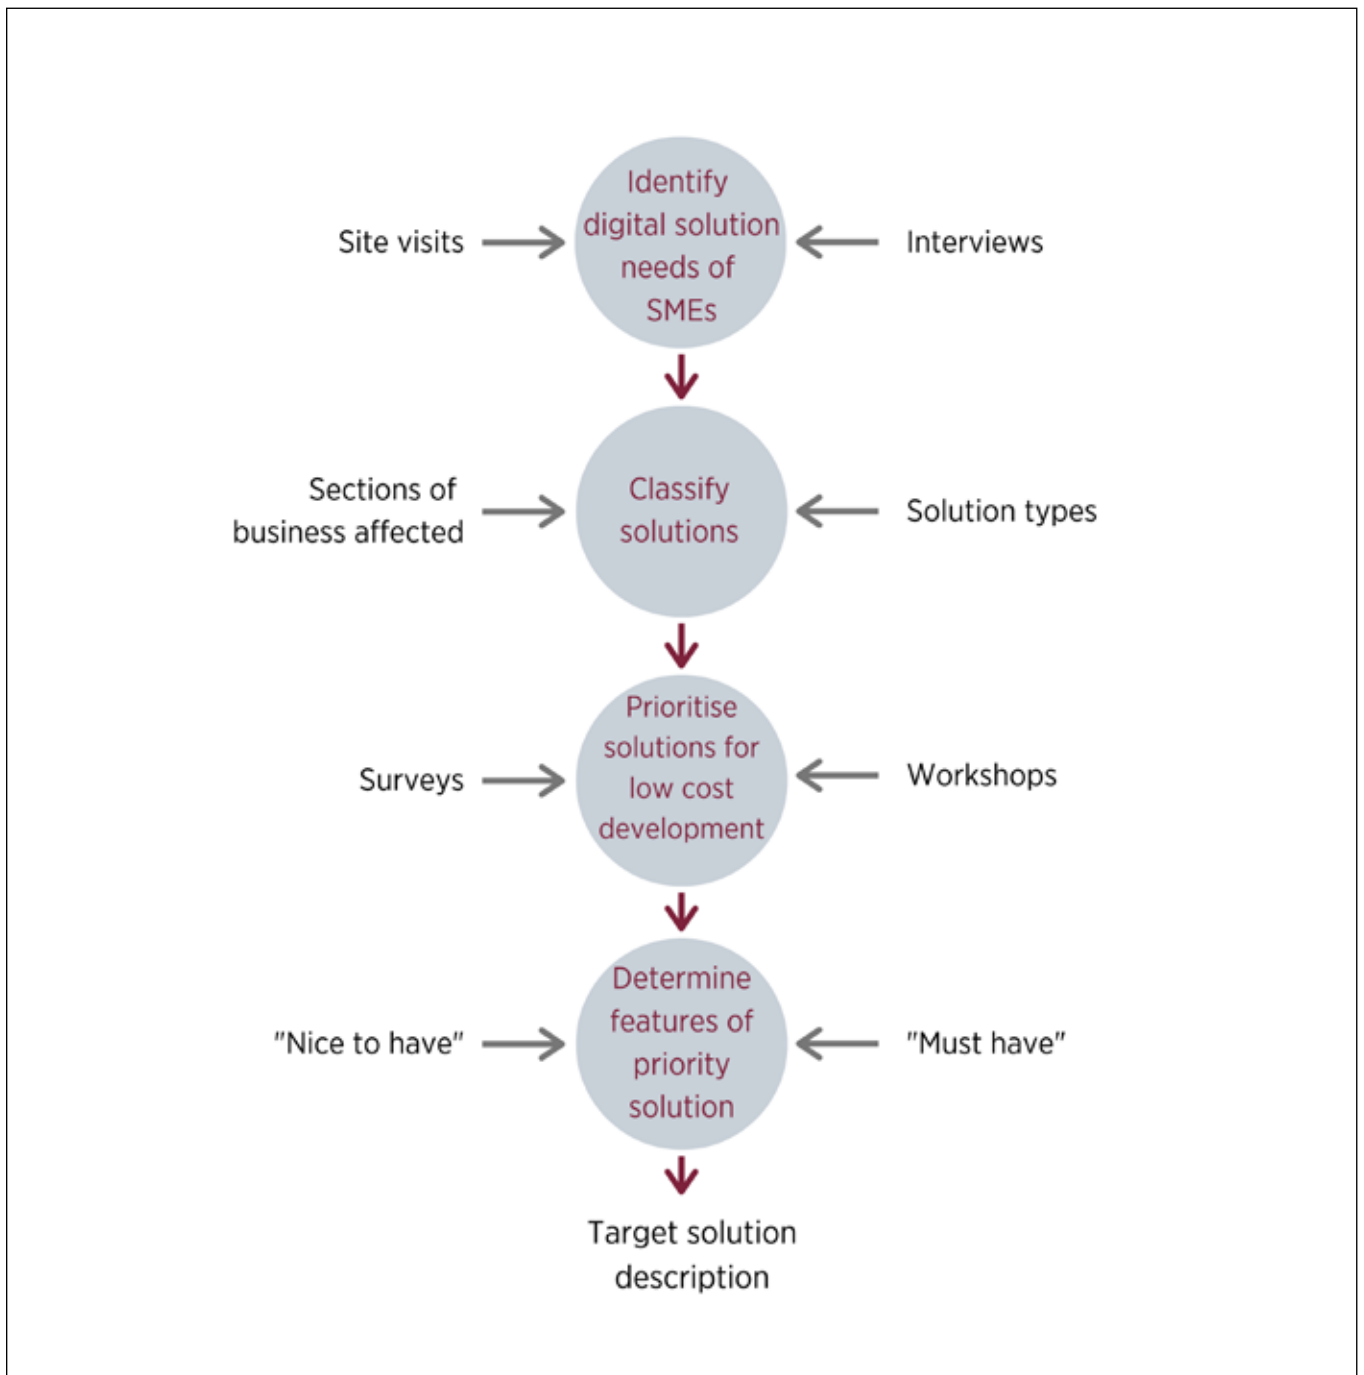 Identify
digital solution
needs of
SMEs
Site visits
Interviews
Sections of
business affected
Classify
solutions
Solution types
Prioritise
solutions for
low cost
development
Surveys
Workshops
Determine
features of
priority
solution
"Nice to have"
"Must have"
Target solution
description